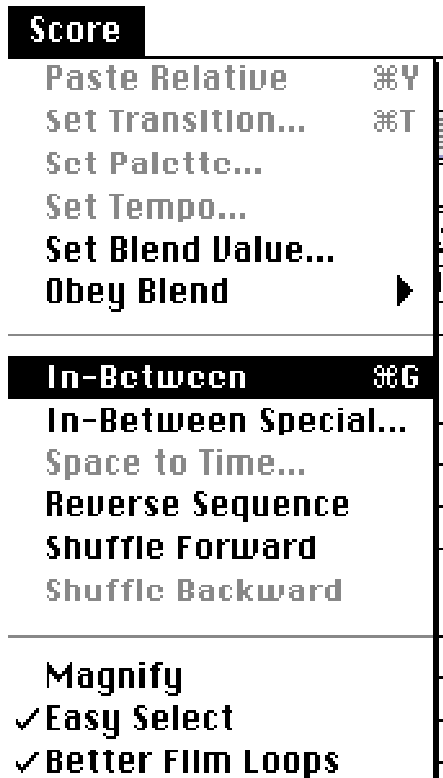 Score
Paste Relative ⌘Y
Set Transition... ⌘T
Set Palette...
Set Tempo...
Set Blend Value...
Obey Blend
In-Between ⌘G
In-Between Special...
Space to Time...
Reverse Sequence
Shuffle Forward
Shuffle Backward
Magnify
✓Easy Select
✓Better Film Loops